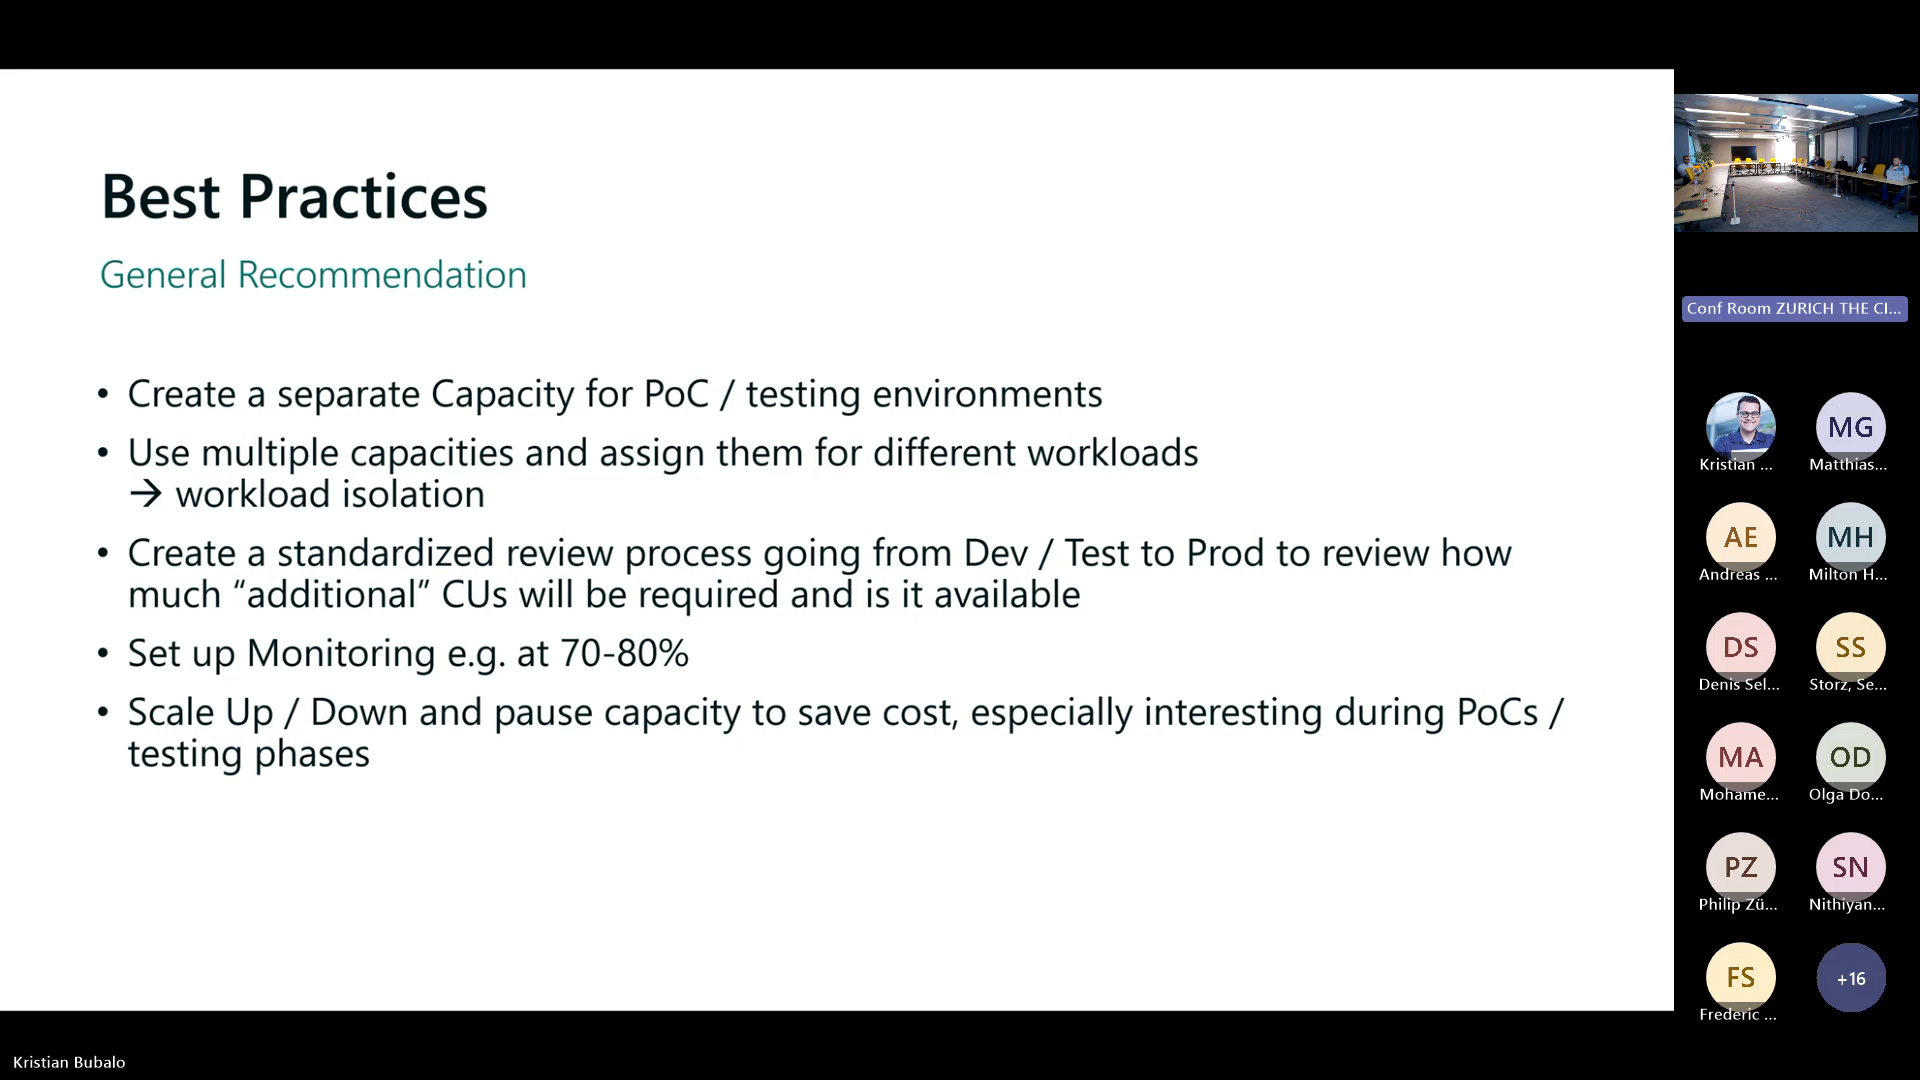 Best Practices
General Recommendation
• Create a separate Capacity for PoC / testing environments
• Use multiple capacities and assign them for different workloads
→ workload isolation
• Create a standardized review process going from Dev / Test to Prod to review how
much “additional” CUs will be required and is it available
• Set up Monitoring e.g. at 70-80%
• Scale Up / Down and pause capacity to save cost, especially interesting during PoCs /
testing phases
Conf Room ZURICH THE CI...
Kristian ...
MG
Matthias...
AE
Andreas ...
MH
Milton H...
DS
Denis Sel...
SS
Storz, Se...
MA
Mohame...
OD
Olga Do...
PZ
Philip Zü...
SN
Nithiyan...
FS
Frederic ...
+16
Kristian Bubalo